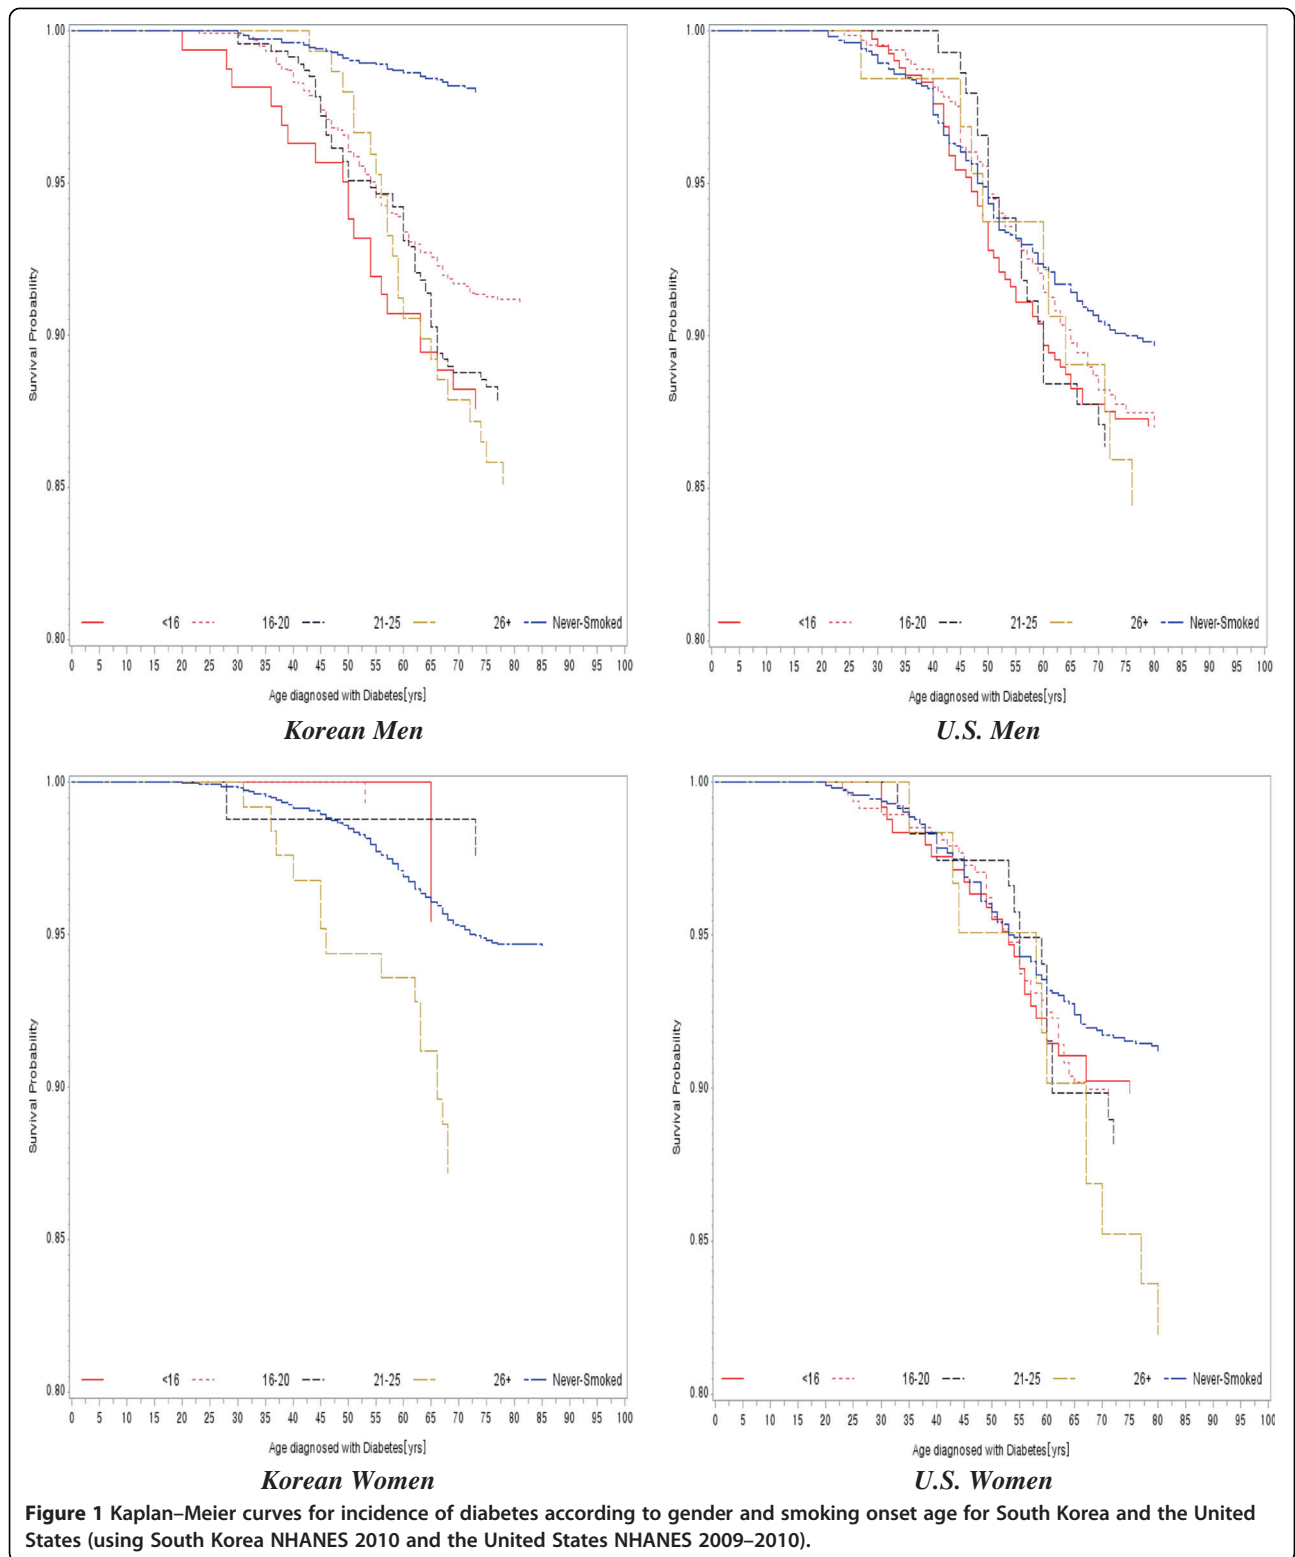 1.00
0.95
0.90
0.85
0.80
Survival Probability
<16 16-20 21-25 26+ Never-Smoked
0 5 10 15 20 25 30 35 40 45 50 55 60 65 70 75 80 85 90 95 100
Age diagnosed with Diabetes[yrs]
Korean Men
1.00
0.95
0.90
0.85
0.80
Survival Probability
<16 16-20 21-25 26+ Never-Smoked
0 5 10 15 20 25 30 35 40 45 50 55 60 65 70 75 80 85 90 95 100
Age diagnosed with Diabetes[yrs]
U.S. Men
1.00
0.95
0.90
0.85
0.80
Survival Probability
<16 16-20 21-25 26+ Never-Smoked
0 5 10 15 20 25 30 35 40 45 50 55 60 65 70 75 80 85 90 95 100
Age diagnosed with Diabetes[yrs]
Korean Women
1.00
0.95
0.90
0.85
0.80
Survival Probability
<16 16-20 21-25 26+ Never-Smoked
0 5 10 15 20 25 30 35 40 45 50 55 60 65 70 75 80 85 90 95 100
Age diagnosed with Diabetes[yrs]
U.S. Women
Figure 1 Kaplan–Meier curves for incidence of diabetes according to gender and smoking onset age for South Korea and the United
States (using South Korea NHANES 2010 and the United States NHANES 2009–2010).